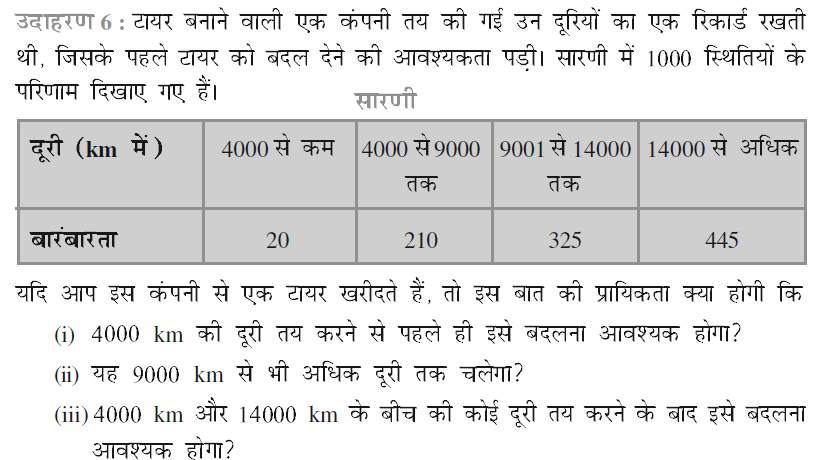 उदाहरण 6 : टायर बनाने वाली एक कंपनी तय की गई उन दूरियों का एक रिकार्ड रखती
थी, जिसके पहले टायर को बदल देने की आवश्यकता पड़ी। सारणी में 1000 स्थितियों के
परिणाम दिखाए गए हैं।
सारणी
दूरी (km में) 4000 से कम 4000 से 9000 9001 से 14000 14000 से अधिक
तक तक
बारंबारता 20 210 325 445
यदि आप इस कंपनी से एक टायर खरीदते हैं, तो इस बात की प्रायिकता क्या होगी कि
(i) 4000 km की दूरी तय करने से पहले ही इसे बदलना आवश्यक होगा?
(ii) यह 9000 km से भी अधिक दूरी तक चलेगा?
(iii) 4000 km और 14000 km के बीच की कोई दूरी तय करने के बाद इसे बदलना
आवश्यक होगा?